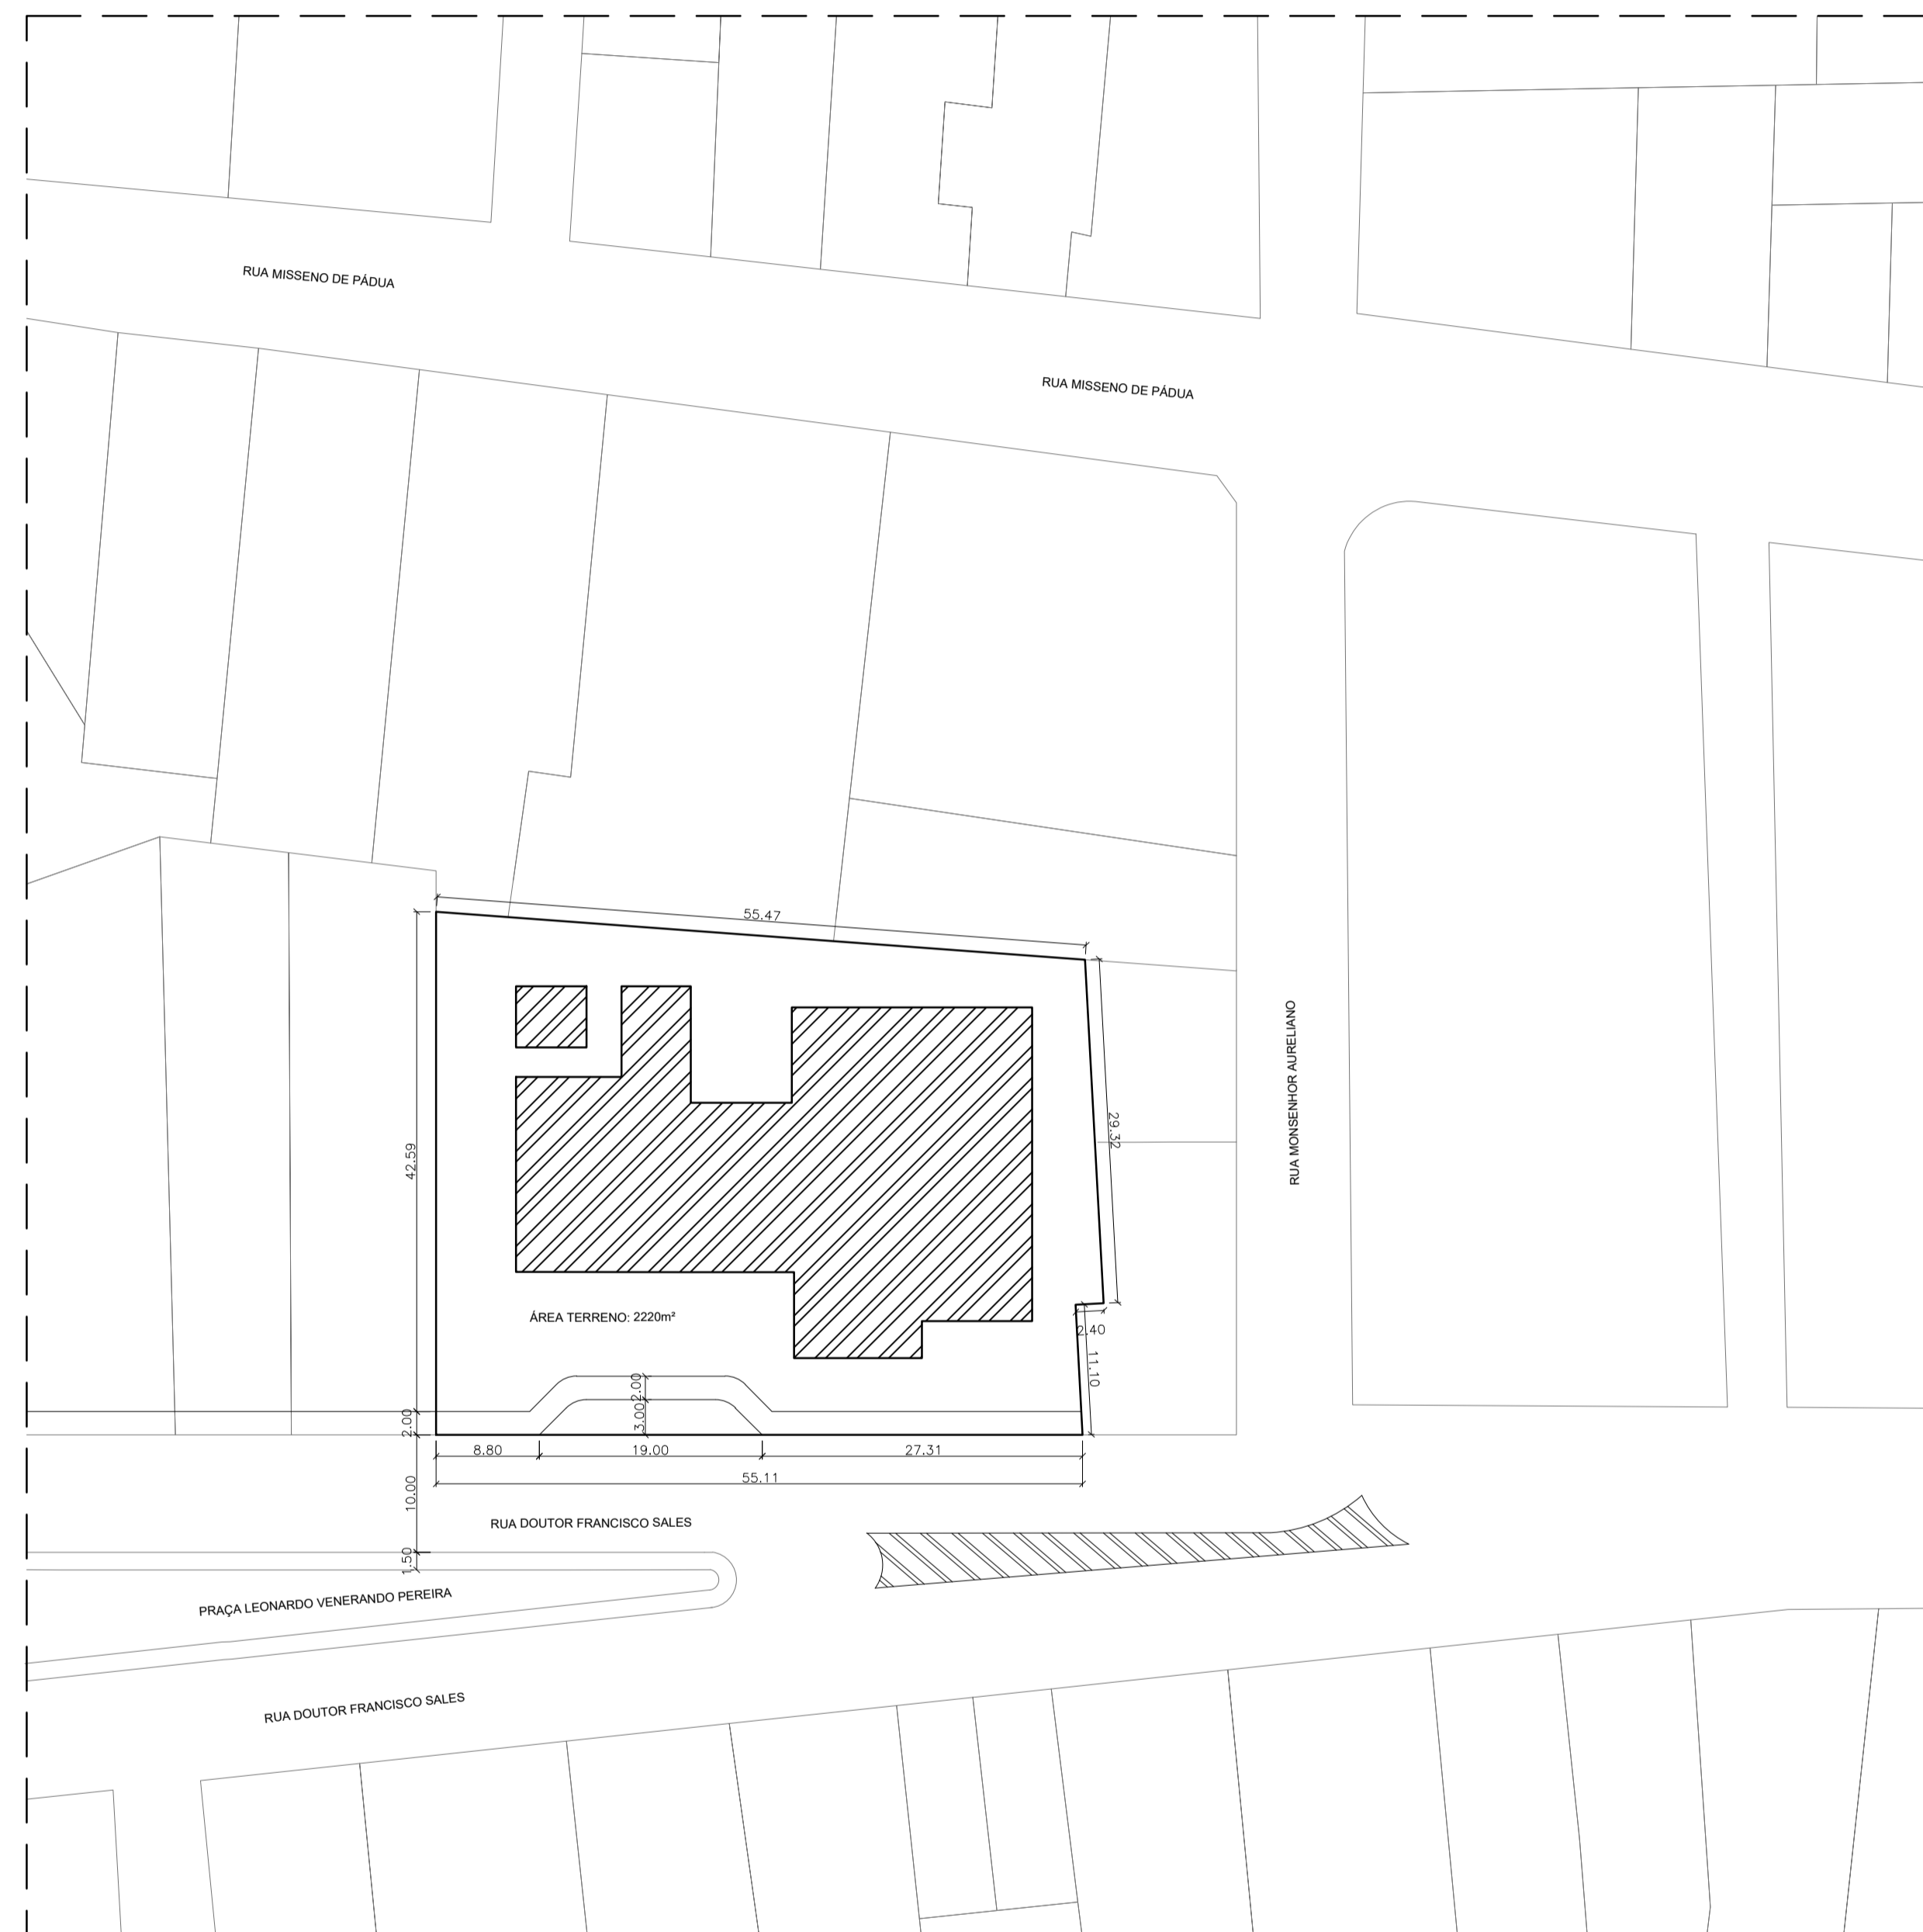 RUA MISSENO DE PÁDUA
RUA MISSENO DE PÁDUA
55.47
29.32
42.59
RUA MONSENHOR AURELIANO
ÁREA TERRENO: 2220m²
2.40
11.10
2.00
3.00
2.00
8.80
19.00
27.31
55.11
10.00
RUA DOUTOR FRANCISCO SALES
1.50
PRAÇA LEONARDO VENERANDO PEREIRA
RUA DOUTOR FRANCISCO SALES